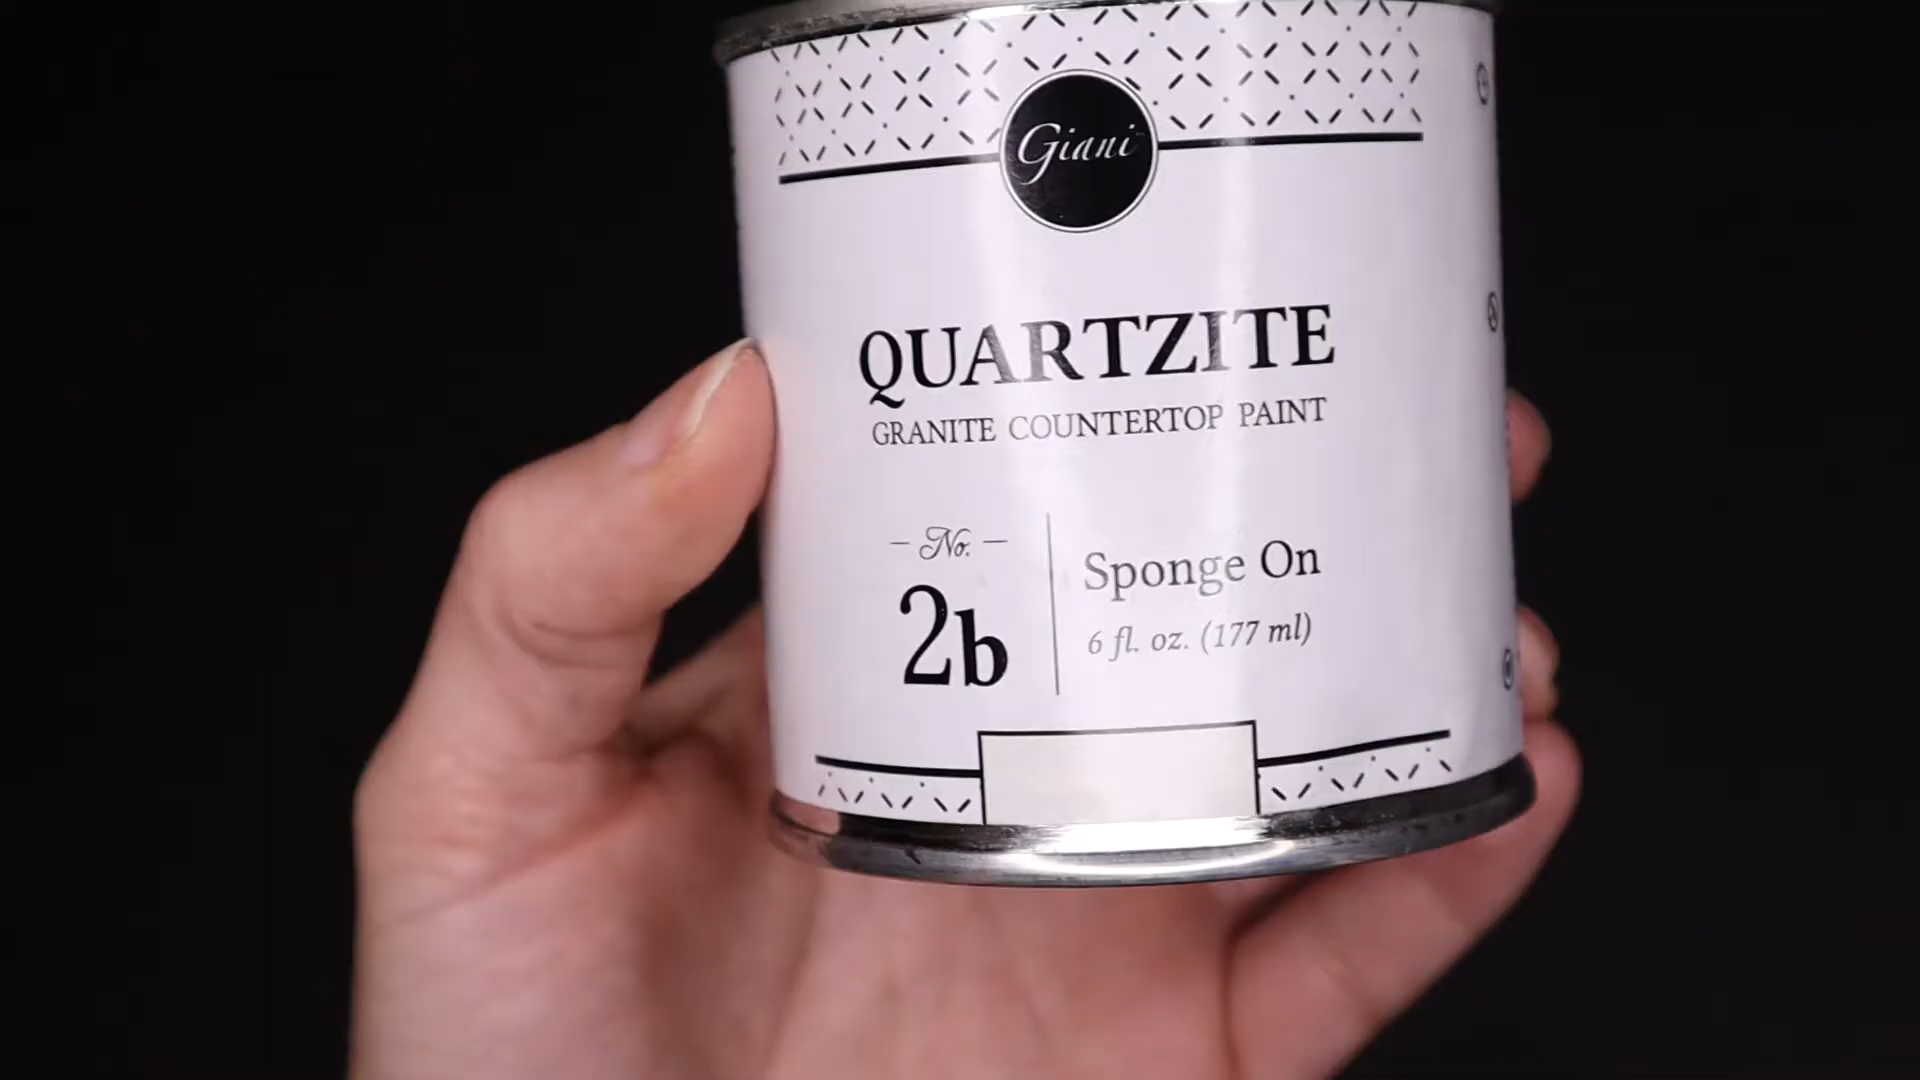 Giani
QUARTZITE
GRANITE COUNTERTOP PAINT
No.
2b
Sponge On
6 fl. oz. (177 ml)